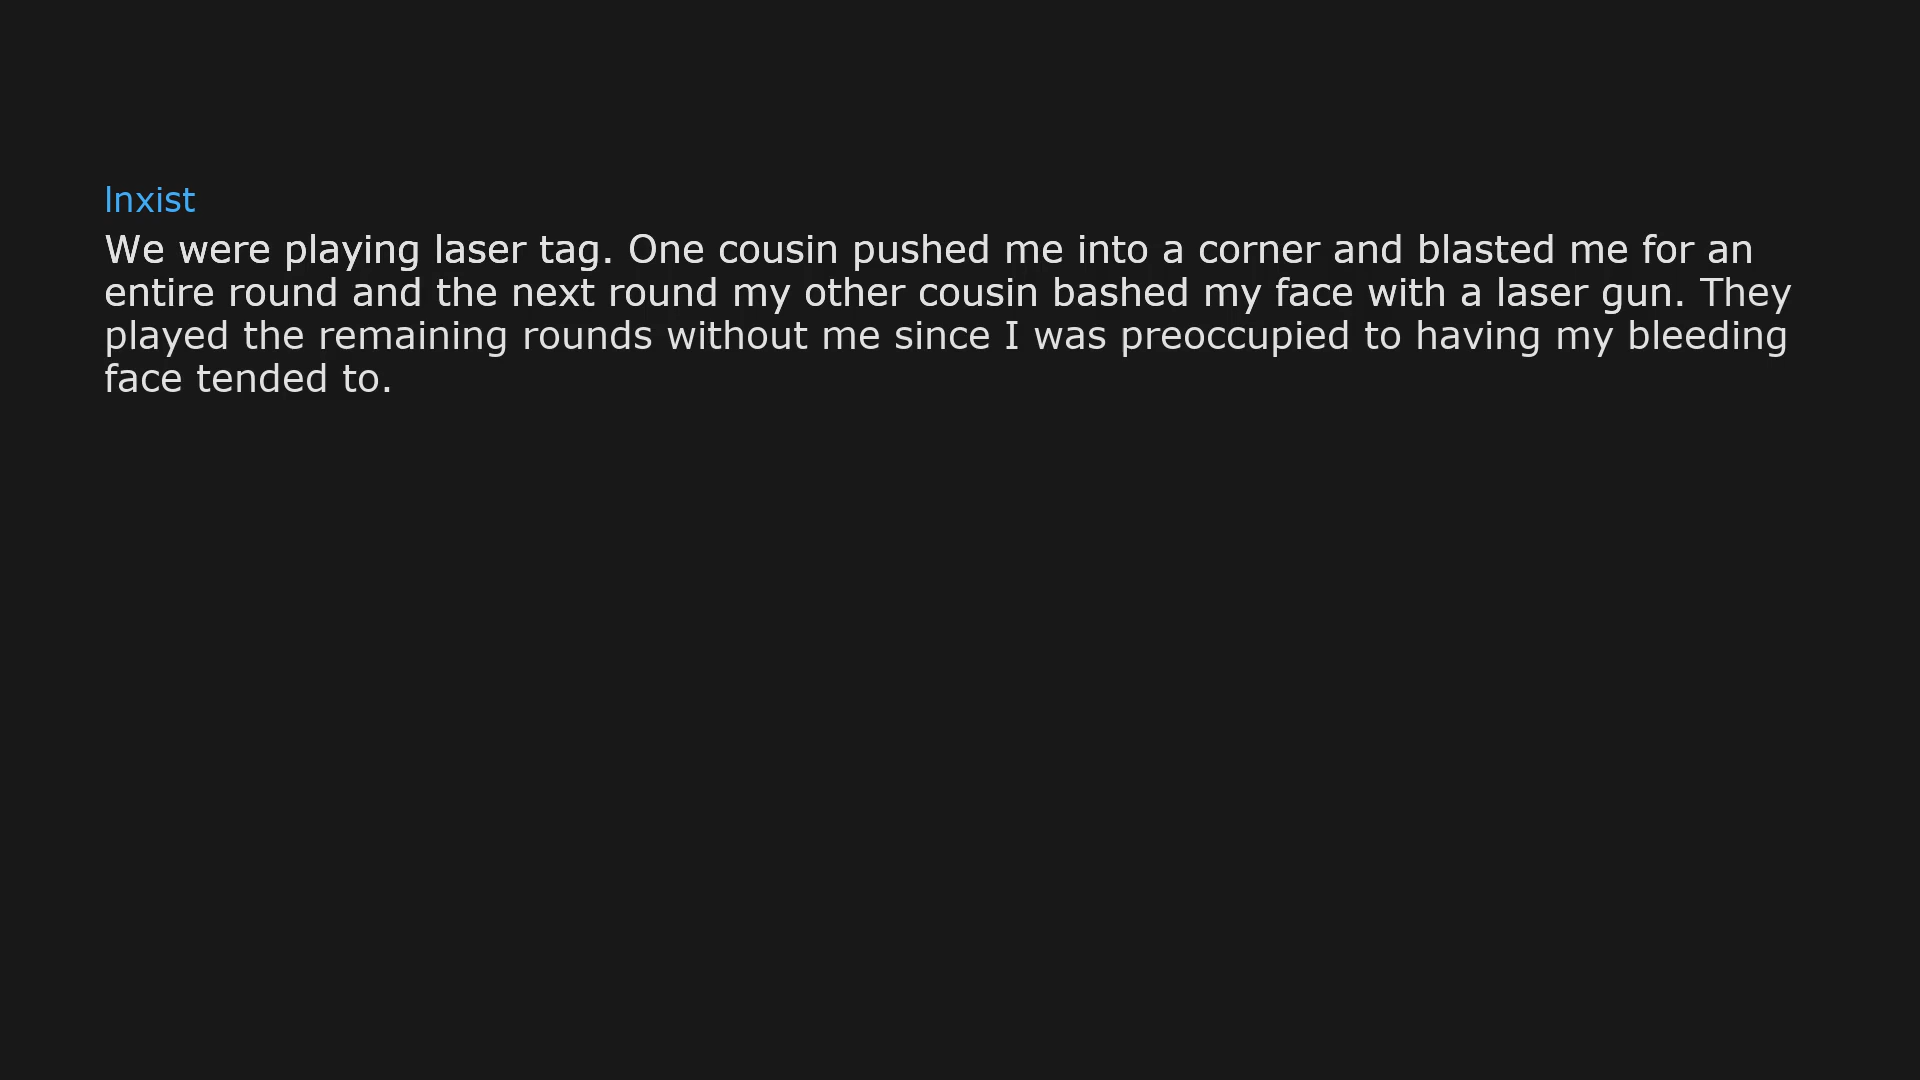 lnxist
We were playing laser tag. One cousin pushed me into a corner and blasted me for an
entire round and the next round my other cousin bashed my face with a laser gun. They
played the remaining rounds without me since I was preoccupied to having my bleeding
face tended to.